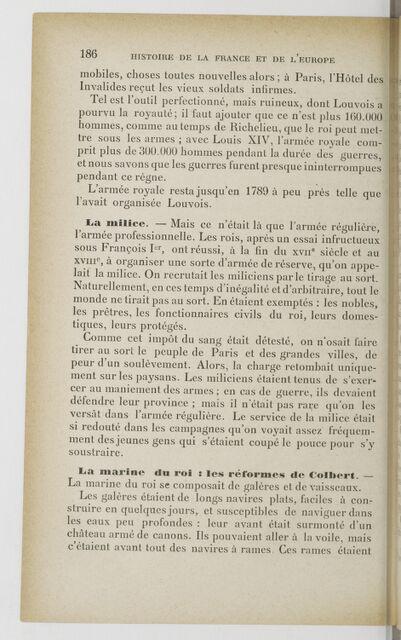 186 HISTOIRE DE LA FRANCE ET DE L'EUROPE
mobiles, choses toutes nouvelles alors ; à Paris, l'Hôtel des
Invalides reçut les vieux soldats infirmes.
Tel est l'outil perfectionné, mais ruineux, dont Louvois a
pourvu la royauté; il faut ajouter que ce n'est plus 160.000
hommes, comme au temps de Richelieu, que le roi peut met-
tre sous les armes ; avec Louis XIV, l'armée royale com-
prit plus de 300.000 hommes pendant la durée des guerres,
et nous savons que les guerres furent presque ininterrompues
pendant ce règne.
L'armée royale resta jusqu'en 1789 à peu près telle que
l'avait organisée Louvois.
La milice. — Mais ce n'était là que l'armée régulière,
l'armée professionnelle. Les rois, après un essai infructueux
sous François Ier, ont réussi, à la fin du XVIIe siècle et au
XVIIIe, à organiser une sorte d'armée de réserve, qu'on appe-
lait la milice. On recrutait les miliciens par le tirage au sort.
Naturellement, en ces temps d'inégalité et d'arbitraire, tout le
monde ne tirait pas au sort. En étaient exemptés : les nobles,
les prêtres, les fonctionnaires civils du roi, leurs domes-
tiques, leurs protégés.
Comme cet impôt du sang était détesté, on n'osait faire
tirer au sort le peuple de Paris et des grandes villes, de
peur d'un soulèvement. Alors, la charge retombait unique-
ment sur les paysans. Les miliciens étaient tenus de s'exer-
cer au maniement des armes ; en cas de guerre, ils devaient
défendre leur province ; mais il n'était pas rare qu'on les
versât dans l'armée régulière. Le service de la milice était
si redouté dans les campagnes qu'on voyait assez fréquem-
ment des jeunes gens qui s'étaient coupé le pouce pour s'y
soustraire.
La marine du roi : les réformes de Colbert. —
La marine du roi se composait de galères et de vaisseaux.
Les galères étaient de longs navires plats, faciles à con-
struire en quelques jours, et susceptibles de naviguer dans
les eaux peu profondes : leur avant était surmonté d'un
château armé de canons. Ils pouvaient aller à la voile, mais
c'étaient avant tout des navires à rames. Ces rames étaient